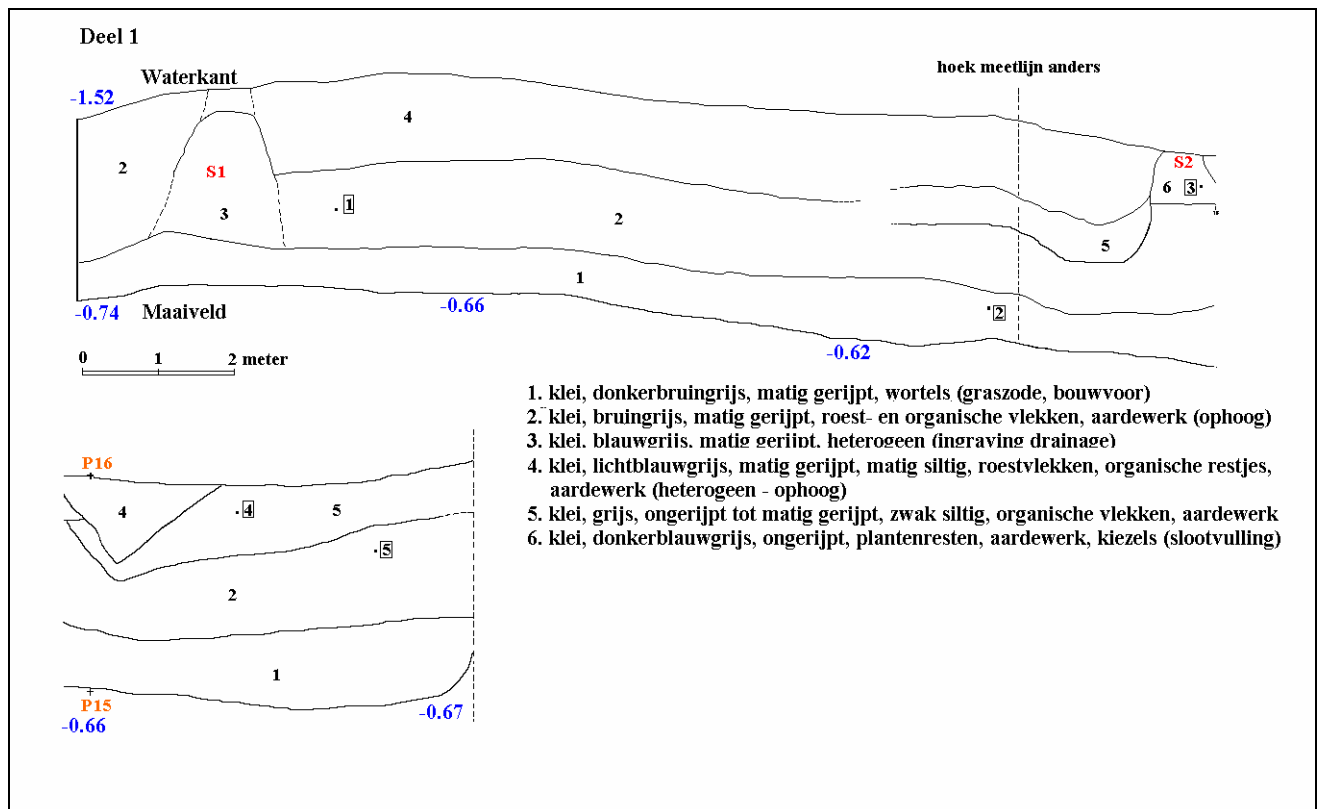 Deel 1
Waterkant
hoek meetlijn anders
-1.52
4
2
S1
S2
6 3
1
3
2
5
1
2
-0.74 Maaiveld
-0.66
-0.62
0 1 2 meter
1. klei, donkerbruingrijs, matig gerijpt, wortels (graszode, bouwvoor)
2. klei, bruingrijs, matig gerijpt, roest- en organische vlekken, aardewerk (ophoog)
3. klei, blauwgrijs, matig gerijpt, heterogeen (ingraving drainage)
4. klei, lichtblauwgrijs, matig gerijpt, matig siltig, roestvlekken, organische restjes,
aardewerk (heterogeen - ophoog)
5. klei, grijs, ongerijpt tot matig gerijpt, zwak siltig, organische vlekken, aardewerk
6. klei, donkerblauwgrijs, ongerijpt, plantenresten, aardewerk, kiezels (slootvulling)
P16
4 4 5
5
2
1
P15
-0.66
-0.67